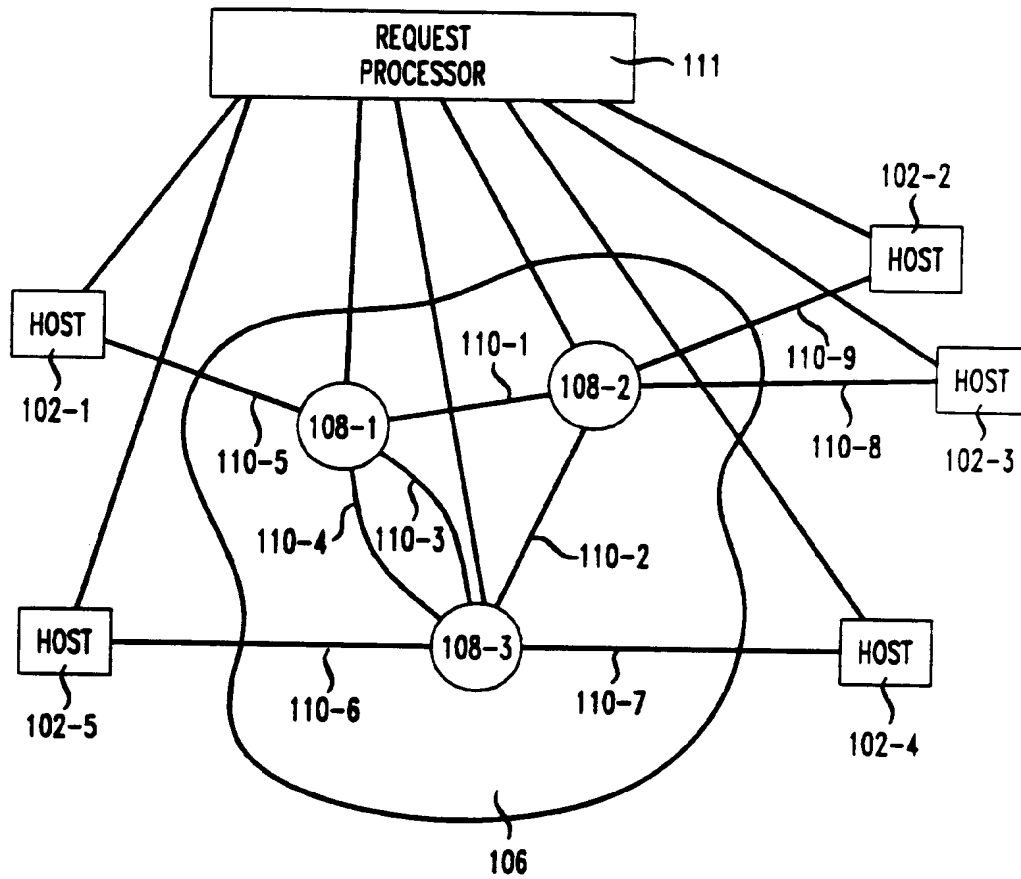 REQUEST
PROCESSOR
111
102-2
HOST
HOST
102-1
110-1
110-9
108-2
HOST
108-1
110-5
110-8
102-3
110-4
110-3
110-2
HOST
108-3
HOST
110-6
110-7
102-5
102-4
106